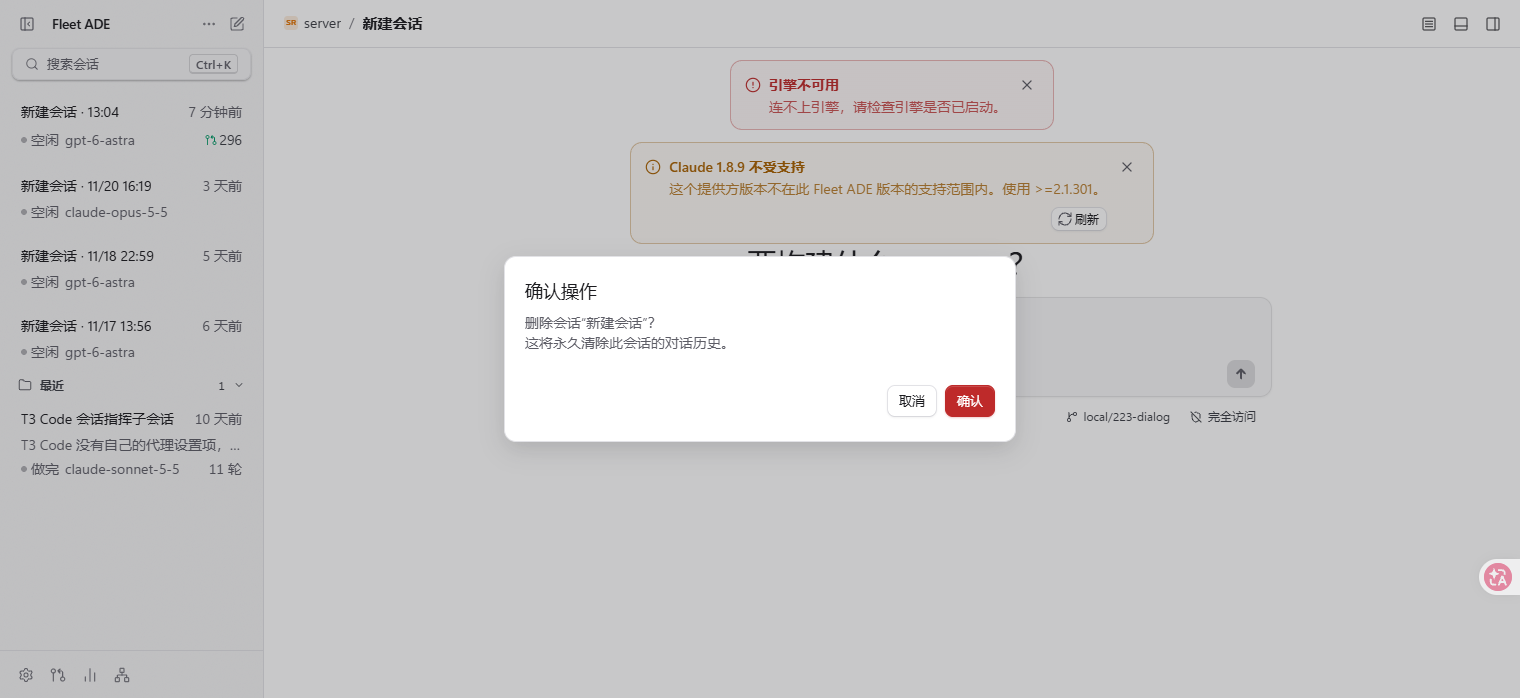 Fleet ADE
搜索会话 Ctrl+K
新建会话 · 13:04 7 分钟前
空闲 gpt-6-astra 296
新建会话 · 11/20 16:19 3 天前
空闲 claude-opus-5-5
新建会话 · 11/18 22:59 5 天前
空闲 gpt-6-astra
新建会话 · 11/17 13:56 6 天前
空闲 gpt-6-astra
最近 1
T3 Code 会话指挥子会话 10 天前
T3 Code 没有自己的代理设置项，...
做完 claude-sonnet-5-5 11 轮
SR server / 新建会话
引擎不可用
连不上引擎，请检查引擎是否已启动。
Claude 1.8.9 不受支持
这个提供方版本不在此 Fleet ADE 版本的支持范围内。使用 >=2.1.301。
刷新
确认操作
删除会话“新建会话”?
这将永久清除此会话的对话历史。
取消 确认
local/223-dialog 完全访问